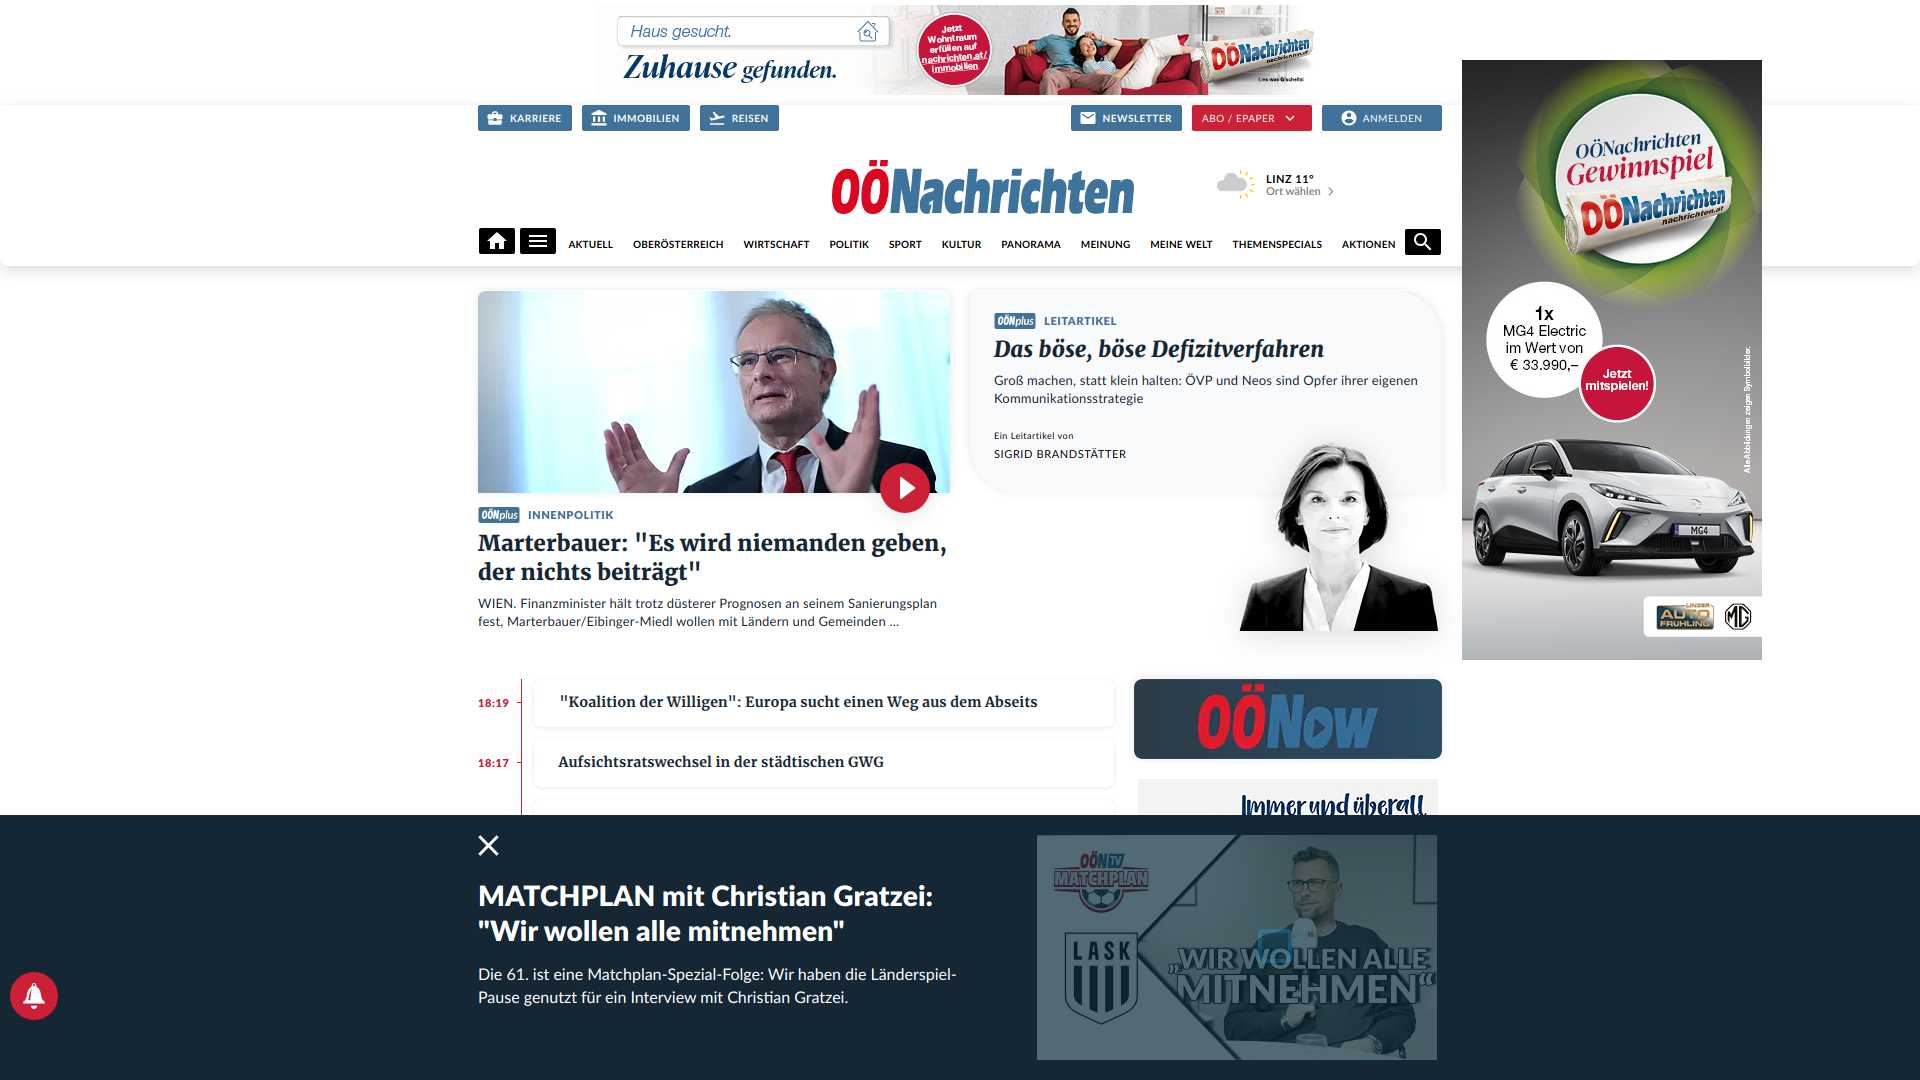 Haus gesucht.
Zuhause gefunden.
Jetzt
Wohntraum
erfüllen auf
nachrichten.at/
immobilien
OÖNachrichten
nachrichten.at
Lies was G'scheits!
KARRIERE
IMMOBILIEN
REISEN
NEWSLETTER
ABO / EPAPER
ANMELDEN
OÖNachrichten
LINZ 11°
Ort wählen
AKTUELL OBERÖSTERREICH WIRTSCHAFT POLITIK SPORT KULTUR PANORAMA MEINUNG MEINE WELT THEMENSPECIALS AKTIONEN
OÖNplus INNENPOLITIK
Marterbauer: "Es wird niemanden geben,
der nichts beiträgt"
WIEN. Finanzminister hält trotz düsterer Prognosen an seinem Sanierungsplan
fest, Marterbauer/Eibinger-Miedl wollen mit Ländern und Gemeinden ...
OÖNplus LEITARTIKEL
Das böse, böse Defizitverfahren
Groß machen, statt klein halten: ÖVP und Neos sind Opfer ihrer eigenen
Kommunikationsstrategie
Ein Leitartikel von
SIGRID BRANDSTÄTTER
OÖNachrichten
Gewinnspiel
OÖNachrichten
nachrichten.at
1x
MG4 Electric
im Wert von
€ 33.990,–
Jetzt
mitspielen!
Alle Abbildungen zeigen Symbolbilder.
MG4
UNSER
AUTO
FRÜHLING
MG
18:19 "Koalition der Willigen": Europa sucht einen Weg aus dem Abseits
18:17 Aufsichtsratswechsel in der städtischen GWG
OÖNow
Immer und überall
MATCHPLAN mit Christian Gratzei:
"Wir wollen alle mitnehmen"
Die 61. ist eine Matchplan-Spezial-Folge: Wir haben die Länderspiel-
Pause genutzt für ein Interview mit Christian Gratzei.
OÖN TV
MATCHPLAN
LASK
„WIR WOLLEN ALLE
MITNEHMEN“